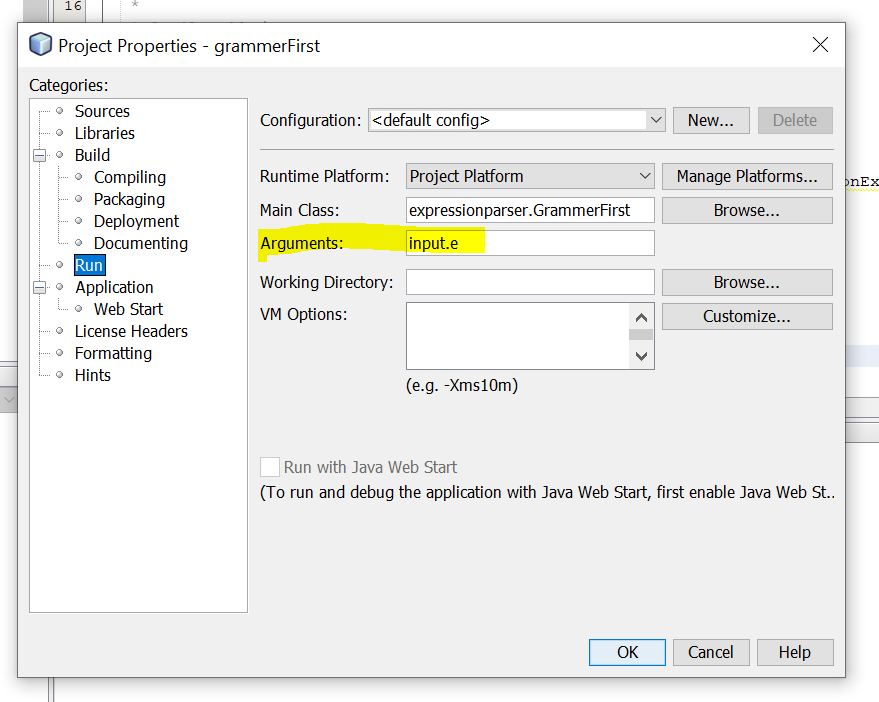 16
*
Project Properties - grammerFirst
Categories:
Sources
Libraries
Build
Compiling
Packaging
Deployment
Documenting
Run
Application
Web Start
License Headers
Formatting
Hints
Configuration: <default config> New... Delete
Runtime Platform: Project Platform Manage Platforms...
Main Class: expressionparser.GrammerFirst Browse...
Arguments: input.e
Working Directory: Browse...
VM Options: Customize...
(e.g. -Xms10m)
Run with Java Web Start
(To run and debug the application with Java Web Start, first enable Java Web St..
OK Cancel Help
onEx